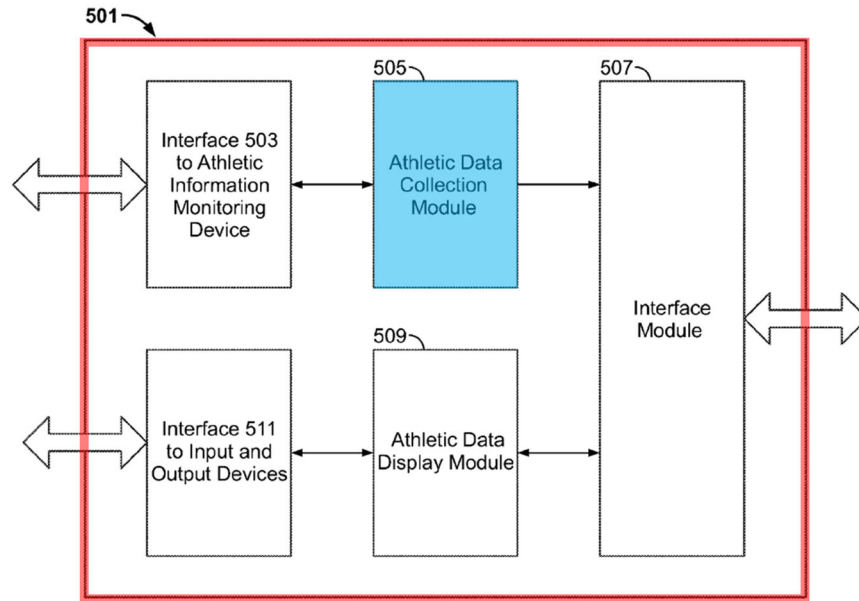 501
505
507
Interface 503
to Athletic
Information
Monitoring
Device
Athletic Data
Collection
Module
Interface
Module
509
Interface 511
to Input and
Output Devices
Athletic Data
Display Module